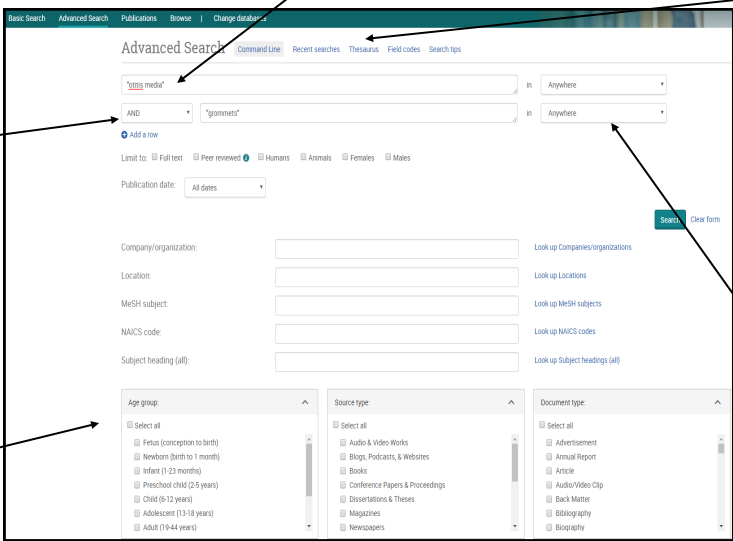 Basic Search Advanced Search Publications Browse | Change databases
Advanced Search Command Line Recent searches Thesaurus Field codes Search tips
"otitis media" in Anywhere
AND "grommets" in Anywhere
Add a row
Limit to: Full text Peer reviewed Humans Animals Females Males
Publication date: All dates
Search Clear form
Company/organization: Look up Companies/organizations
Location: Look up Locations
MeSH subject: Look up MeSH subjects
NAICS code: Look up NAICS codes
Subject heading (all): Look up Subject headings (all)
Age group: Source type: Document type:
Select all Select all Select all
Fetus (conception to birth) Audio & Video Works Advertisement
Newborn (birth to 1 month) Blogs, Podcasts, & Websites Annual Report
Infant (1-23 months) Books Article
Preschool child (2-5 years) Conference Papers & Proceedings Audio/Video Clip
Child (6-12 years) Dissertations & Theses Back Matter
Adolescent (13-18 years) Magazines Bibliography
Adult (19-44 years) Newspapers Biography